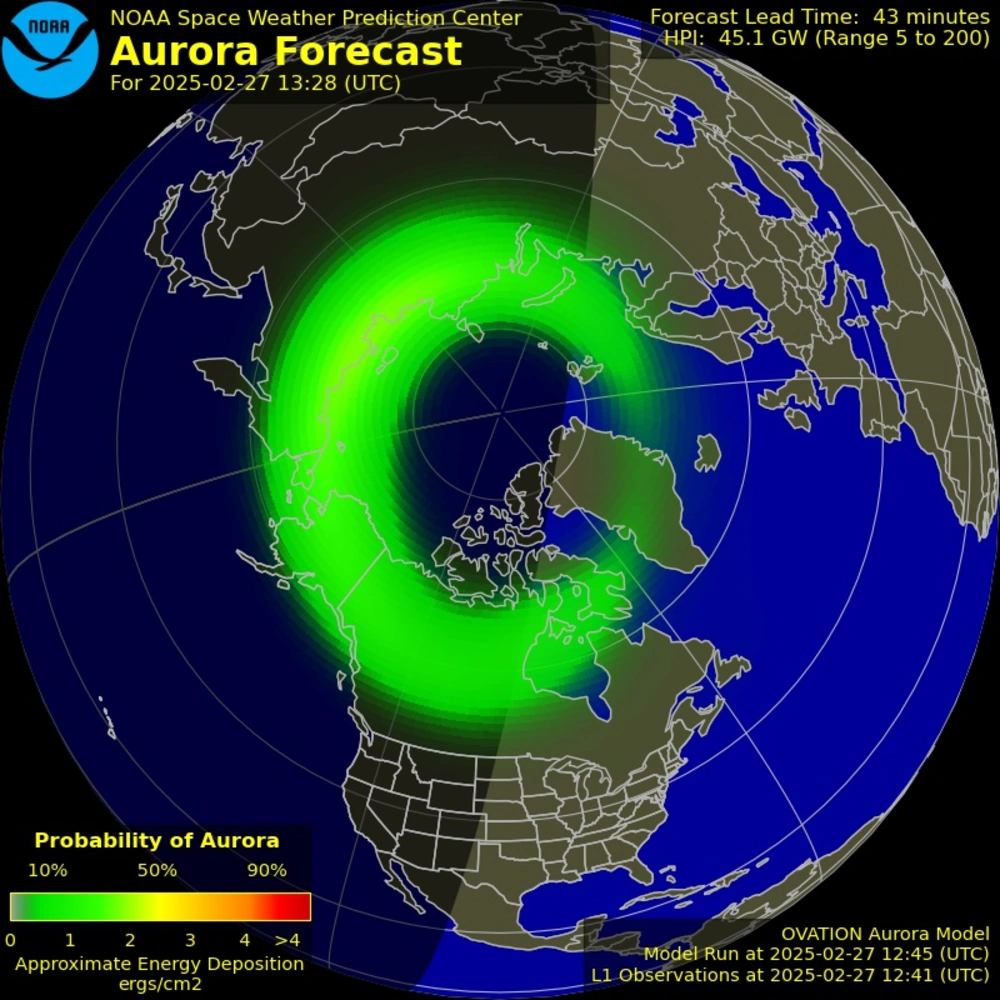 NOAA
NOAA Space Weather Prediction Center
Aurora Forecast
For 2025-02-27 13:28 (UTC)
Forecast Lead Time: 43 minutes
HPI: 45.1 GW (Range 5 to 200)
Probability of Aurora
10% 50% 90%
0 1 2 3 4 >4
Approximate Energy Deposition
ergs/cm2
OVATION Aurora Model
Model Run at 2025-02-27 12:45 (UTC)
L1 Observations at 2025-02-27 12:41 (UTC)